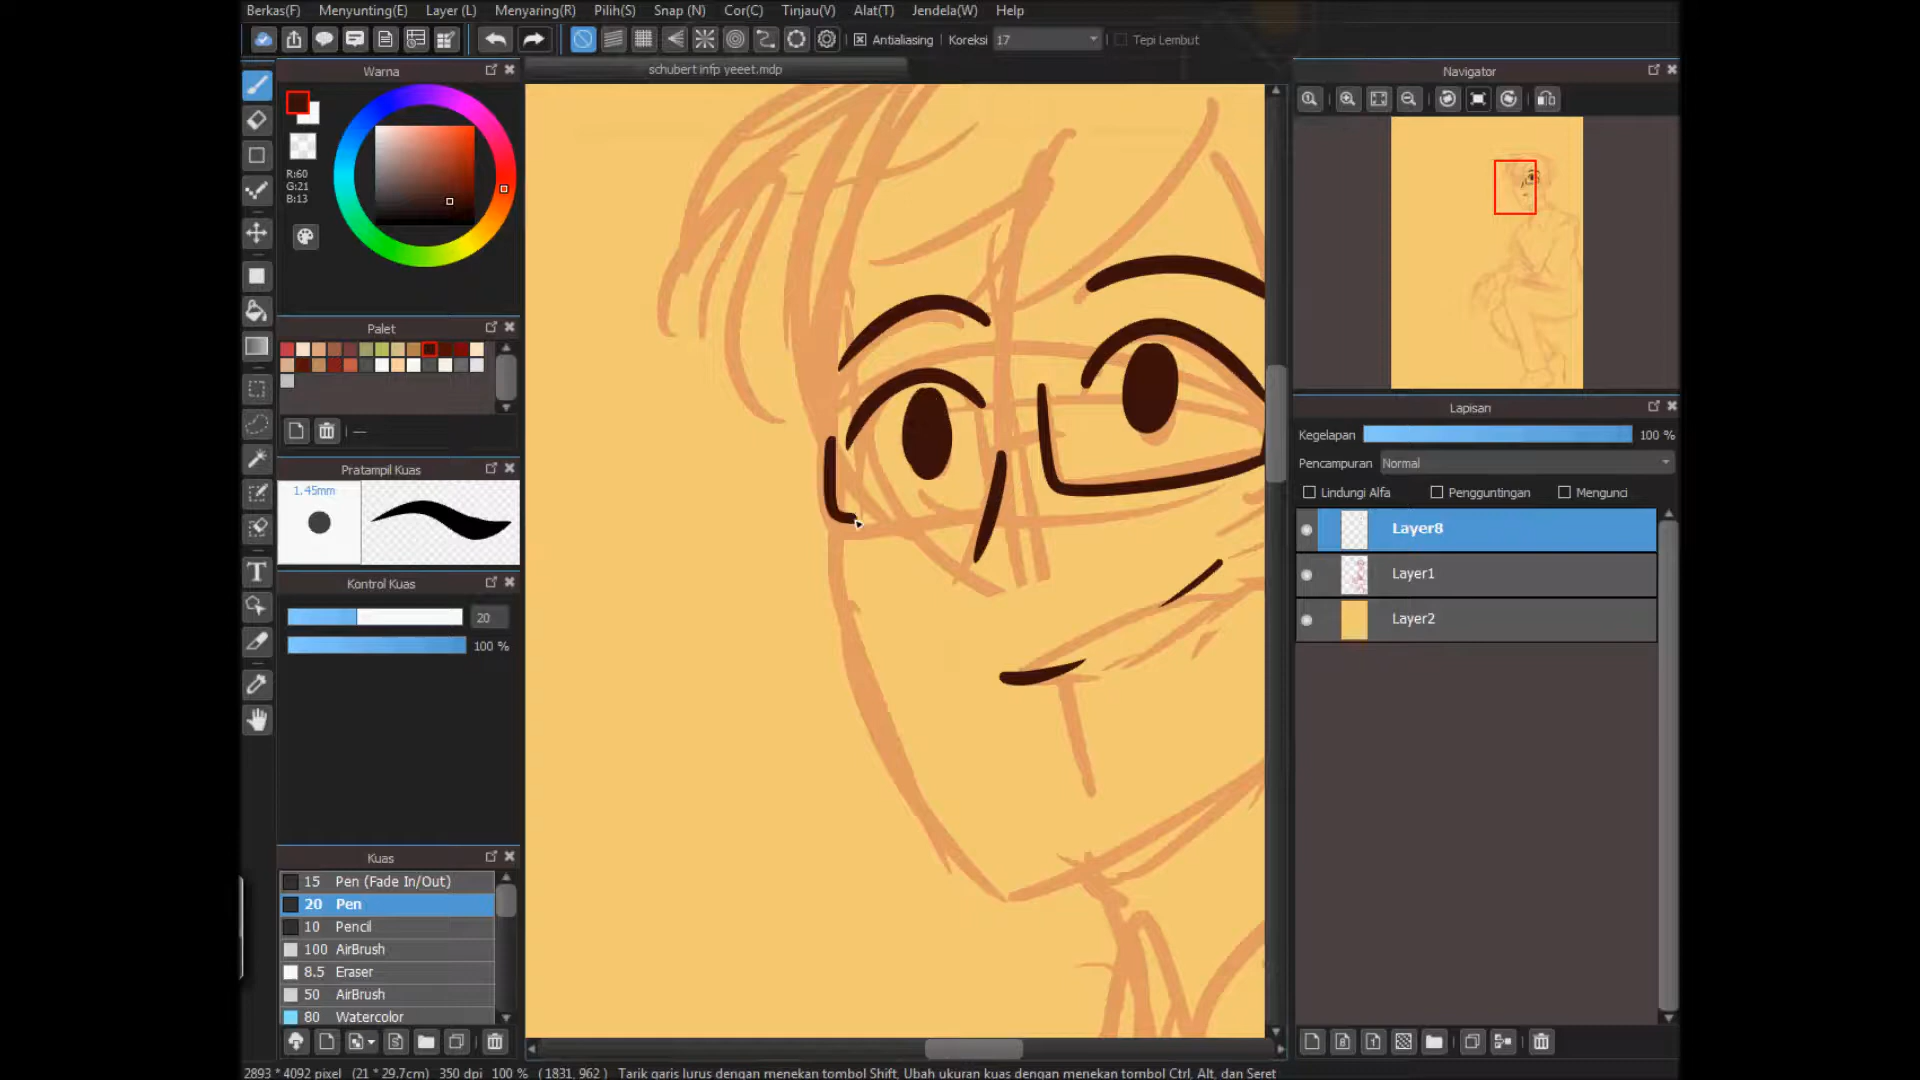 Berkas(F) Menyunting(E) Layer (L) Menyaring(R) Pilih(S) Snap (N) Cor(C) Tinjau(V) Alat(T) Jendela(W) Help
Antialiasing Koreksi 17 Tepi Lembut
schubert infp yeeet.mdp
Warna
R:60
G:21
B:13
Palet
Pratampil Kuas
1.45mm
Kontrol Kuas
20
100 %
Kuas
15 Pen (Fade In/Out)
20 Pen
10 Pencil
100 AirBrush
8.5 Eraser
50 AirBrush
80 Watercolor
Navigator
Lapisan
Kegelapan 100 %
Pencampuran Normal
Lindungi Alfa Pengguntingan Mengunci
Layer8
Layer1
Layer2
2893 * 4092 pixel (21 * 29.7cm) 350 dpi 100 % ( 1831, 962 ) Tarik garis lurus dengan menekan tombol Shift, Ubah ukuran kuas dengan menekan tombol Ctrl, Alt, dan Seret